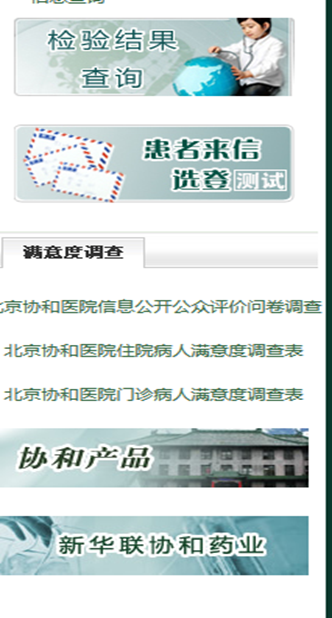 信息查询
检验结果
查询
患者来信
选登测试
满意度调查
北京协和医院信息公开公众评价问卷调查
北京协和医院住院病人满意度调查表
北京协和医院门诊病人满意度调查表
协和产品
新华联协和药业